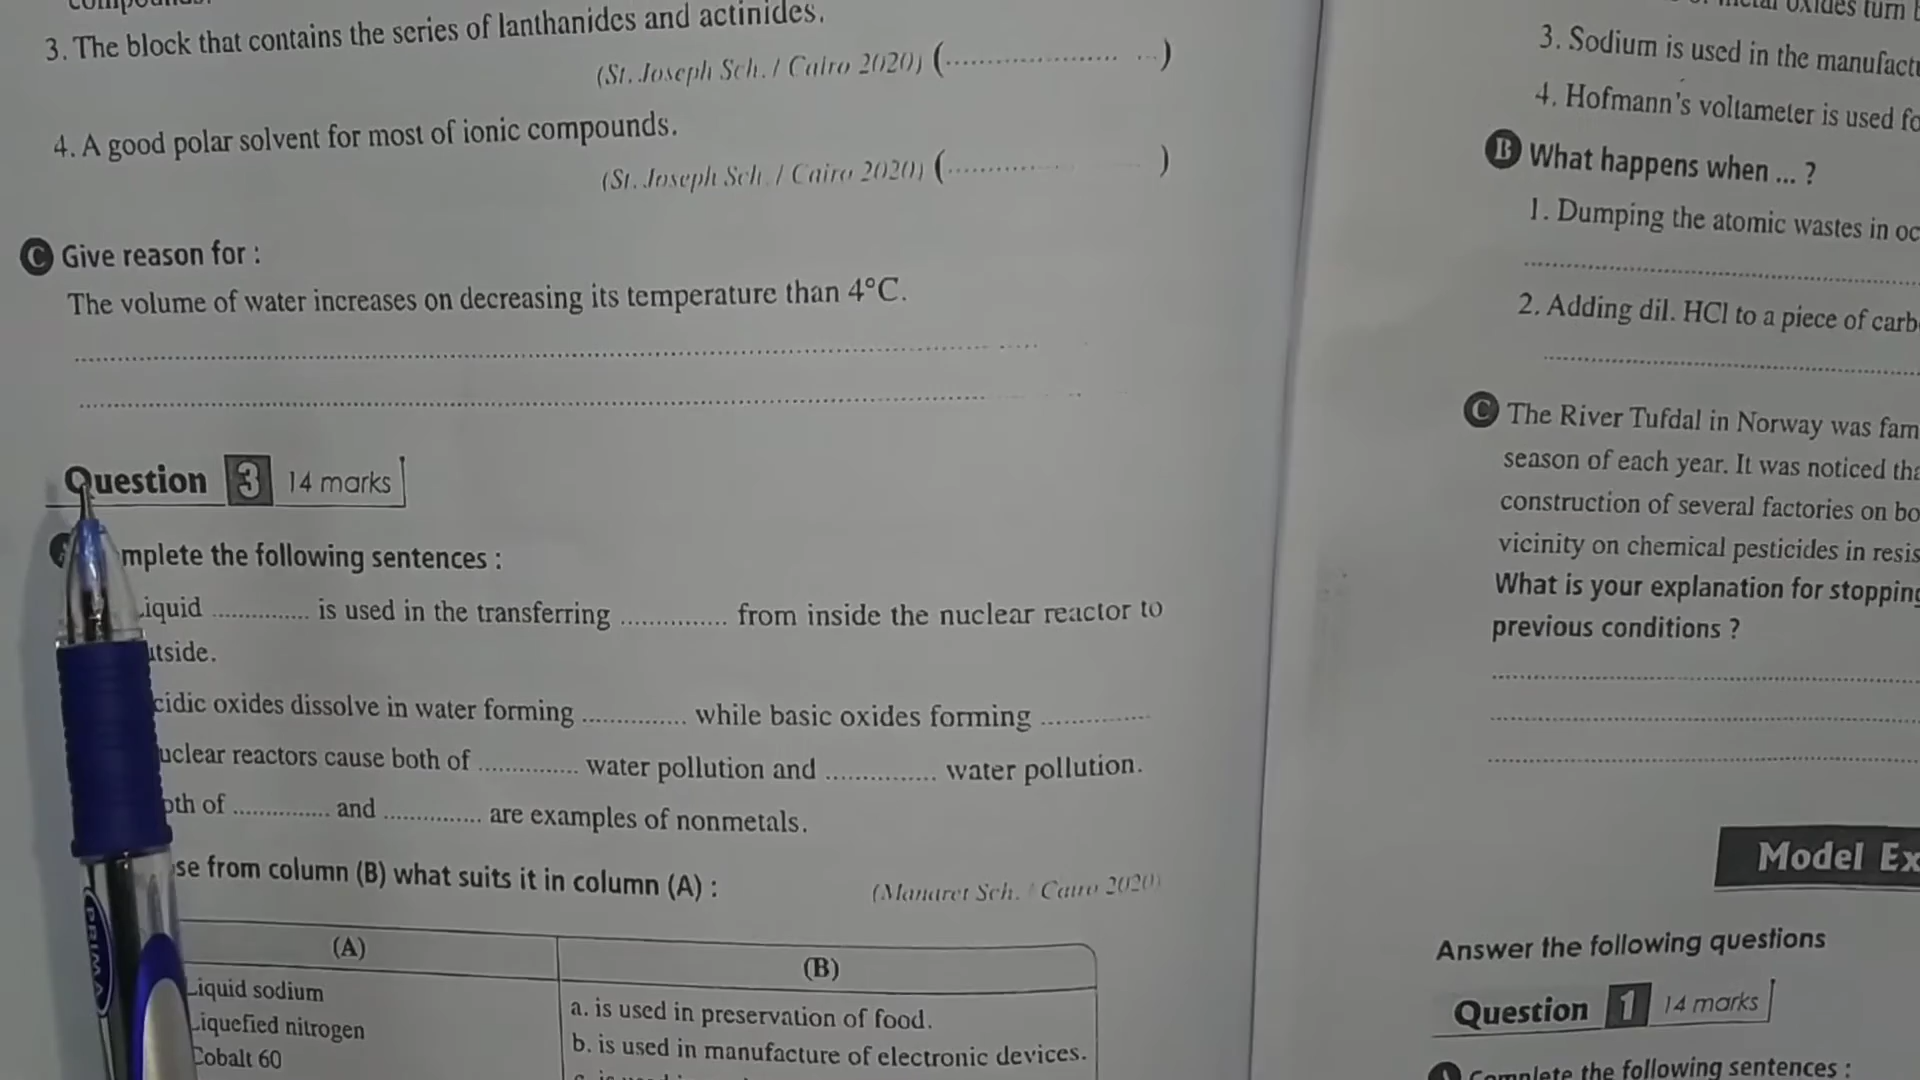 3. The block that contains the series of lanthanides and actinides.
(St. Joseph Sch. / Cairo 2020) (.................... ...)
4. A good polar solvent for most of ionic compounds.
(St. Joseph Sch. / Cairo 2020) (............. )
C Give reason for :
The volume of water increases on decreasing its temperature than 4°C.
Question 3 14 marks
mplete the following sentences :
iquid .............. is used in the transferring .............. from inside the nuclear reactor to
tside.
cidic oxides dissolve in water forming .............. while basic oxides forming ..............
uclear reactors cause both of .............. water pollution and .............. water pollution.
oth of .............. and .............. are examples of nonmetals.
se from column (B) what suits it in column (A) :
(Manaret Sch. / Cairo 2020)
(A) (B)
Liquid sodium
Liquefied nitrogen
Cobalt 60
a. is used in preservation of food.
b. is used in manufacture of electronic devices.
oxides turn
3. Sodium is used in the manufact
4. Hofmann's voltameter is used fo
B What happens when ... ?
1. Dumping the atomic wastes in oc
2. Adding dil. HCl to a piece of carb
C The River Tufdal in Norway was fam
season of each year. It was noticed tha
construction of several factories on bo
vicinity on chemical pesticides in resis
What is your explanation for stopping
previous conditions ?
Model Ex
Answer the following questions
Question 1 14 marks
Complete the following sentences :
PRIMA